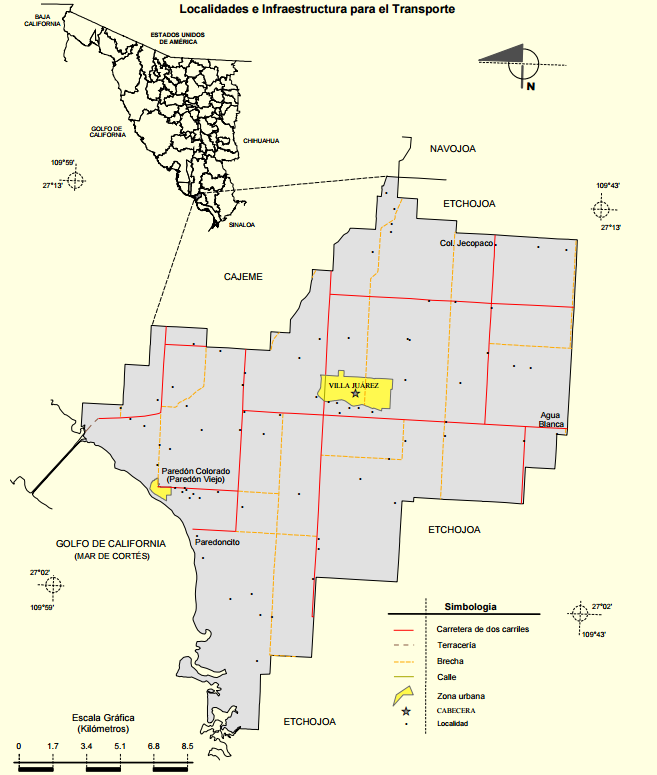 Localidades e Infraestructura para el Transporte
BAJA
CALIFORNIA
ESTADOS UNIDOS
DE AMÉRICA
GOLFO DE
CALIFORNIA
CHIHUAHUA
SINALOA
N
109°59'
27°13'
109°43'
27°13'
NAVOJOA
ETCHOJOA
Col. Jecopaco
CAJEME
VILLA JUÁREZ
Agua
Blanca
Paredón Colorado
(Paredón Viejo)
ETCHOJOA
GOLFO DE CALIFORNIA
(MAR DE CORTÉS)
Paredoncito
27°02'
109°59'
27°02'
109°43'
Simbología
Carretera de dos carriles
Terracería
Brecha
Calle
Zona urbana
CABECERA
Localidad
ETCHOJOA
Escala Gráfica
(Kilómetros)
0 1.7 3.4 5.1 6.8 8.5